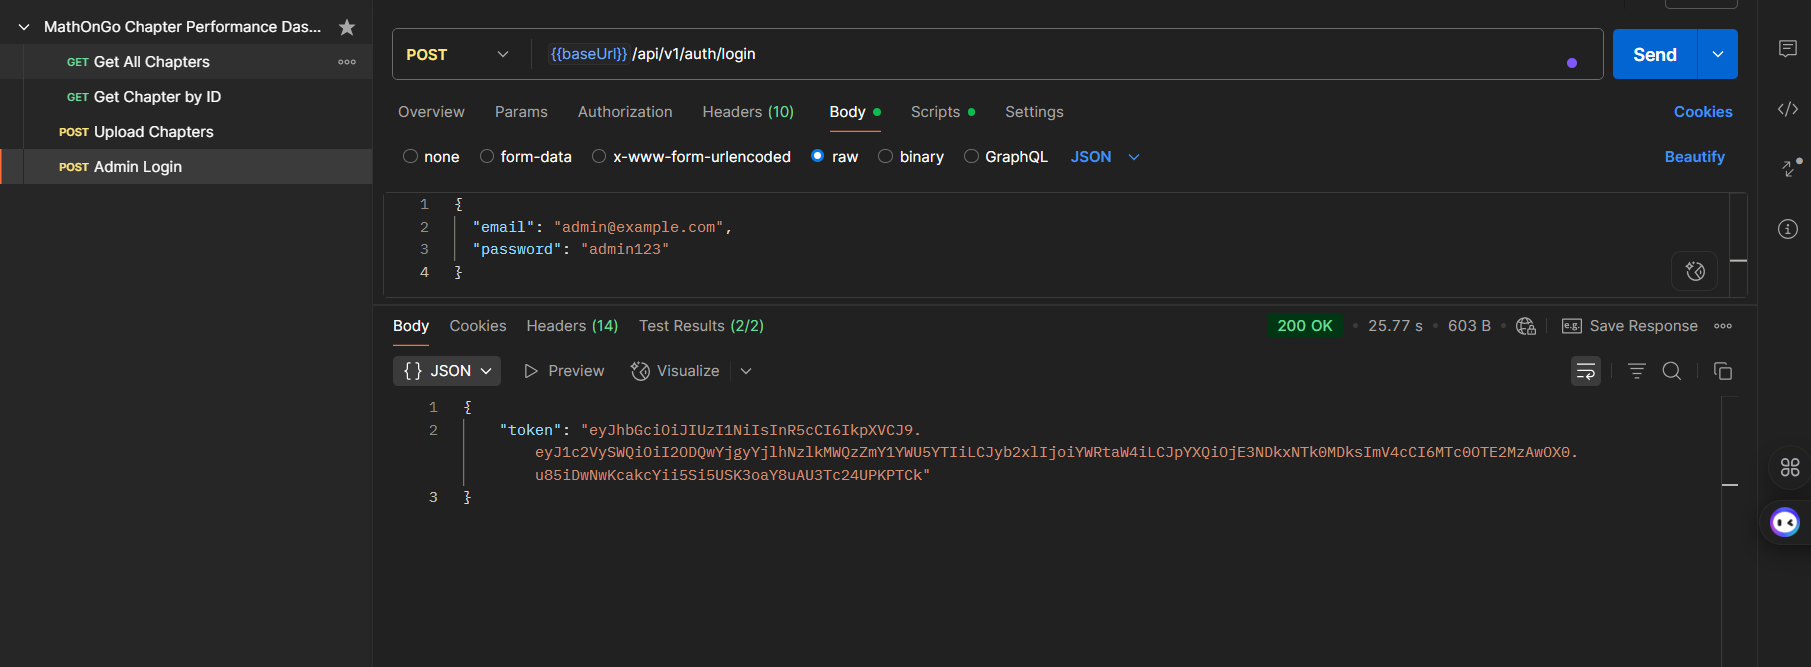 MathOnGo Chapter Performance Das...
GET Get All Chapters
GET Get Chapter by ID
POST Upload Chapters
POST Admin Login
POST {{baseUrl}} /api/v1/auth/login
Send
Overview Params Authorization Headers (10) Body Scripts Settings Cookies
none form-data x-www-form-urlencoded raw binary GraphQL JSON Beautify
1 {
2 "email": "admin@example.com",
3 "password": "admin123"
4 }
Body Cookies Headers (14) Test Results (2/2) 200 OK 25.77 s 603 B e.g. Save Response
{} JSON Preview Visualize
1 {
2 "token": "eyJhbGciOiJIUzI1NiIsInR5cCI6IkpXVCJ9.
eyJ1c2VySWQiOiI2ODQwYjgyYjlhNzlkMWQzZmY1YWU5YTIiLCJyb2xlIjoiYWRtaW4iLCJpYXQiOjE3NDkxNTk0MDksImV4cCI6MTc0OTE2MzAwOX0.
u85iDwNwKcakcYii5Si5USK3oaY8uAU3Tc24UPKPTCk"
3 }